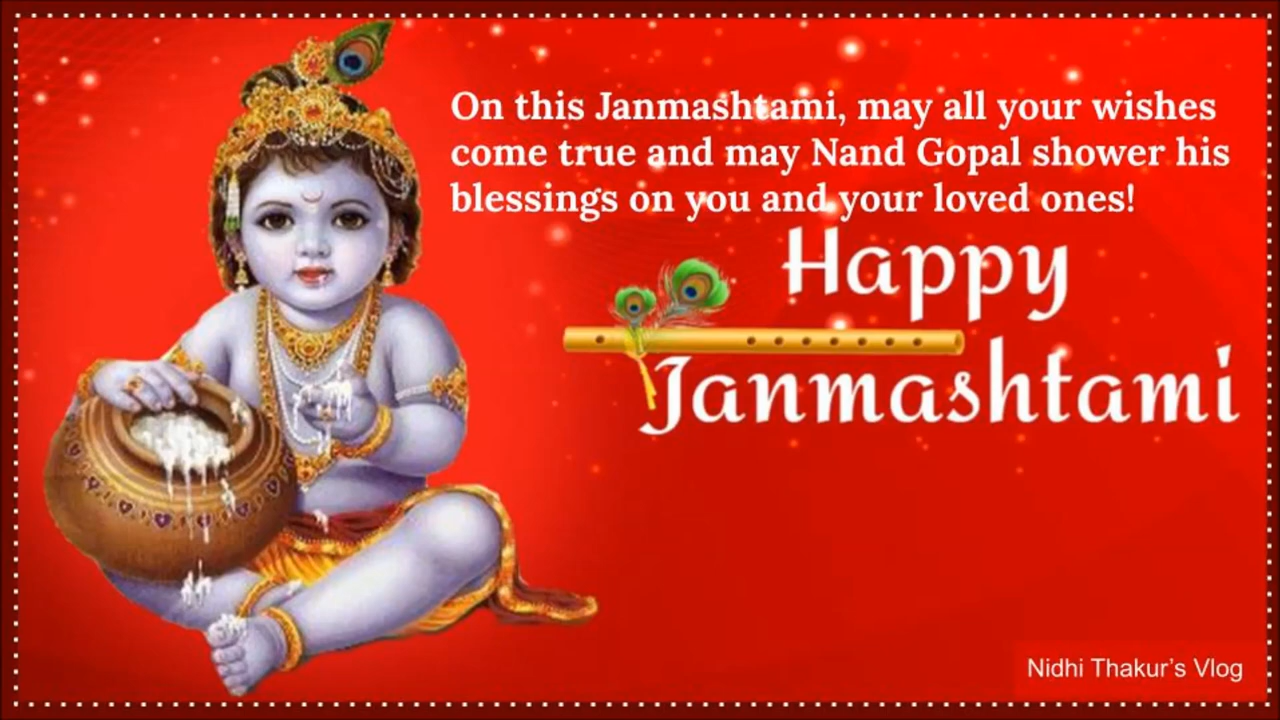 On this Janmashtami, may all your wishes
come true and may Nand Gopal shower his
blessings on you and your loved ones!
Happy
Janmashtami
Nidhi Thakur's Vlog